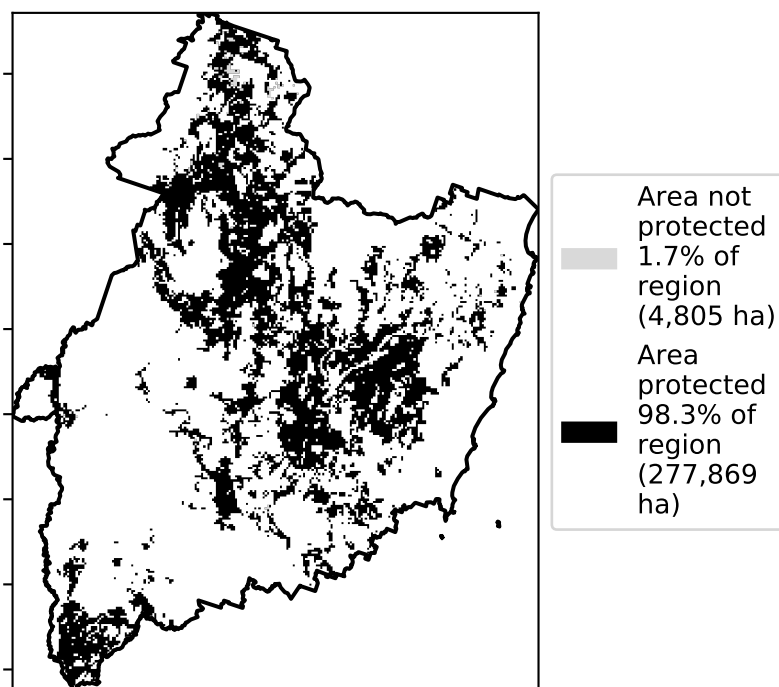 Area not
protected
1.7% of
region
(4,805 ha)
Area
protected
98.3% of
region
(277,869
ha)